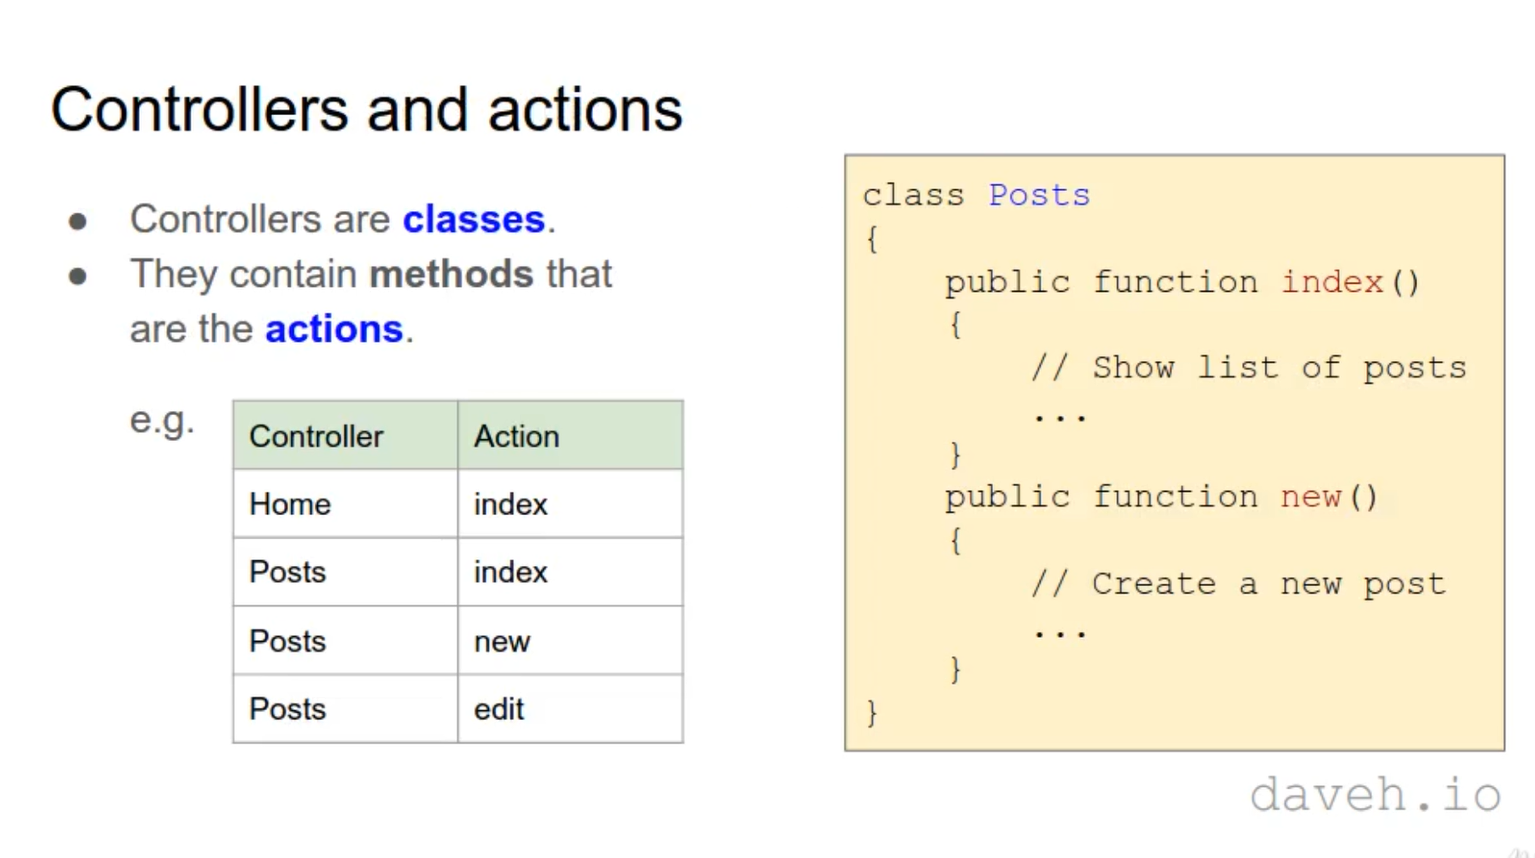 Controllers and actions
● Controllers are classes.
● They contain methods that
are the actions.
e.g.
Controller Action
Home index
Posts index
Posts new
Posts edit
class Posts
{
public function index()
{
// Show list of posts
...
}
public function new()
{
// Create a new post
...
}
}
daveh.io